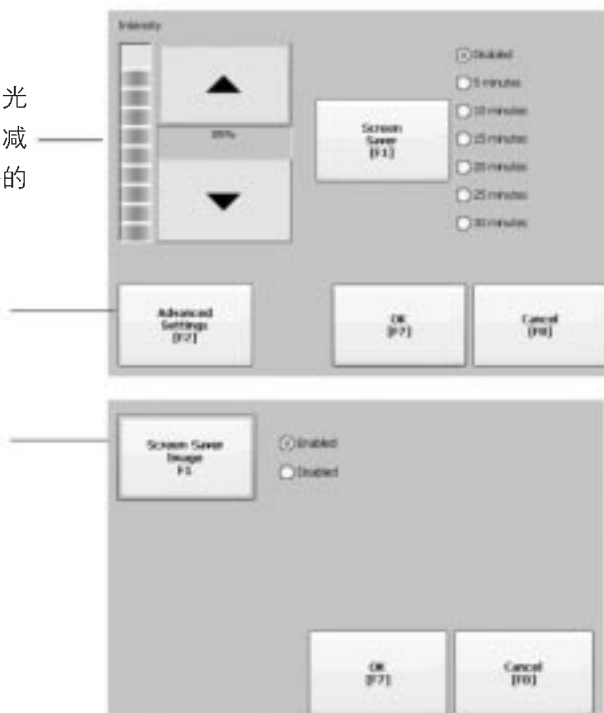 光
减
的
Intensity
Screen
Saver
[F1]
Disabled
5 minutes
10 minutes
15 minutes
20 minutes
25 minutes
30 minutes
Advanced
Settings
[F2]
OK
[F7]
Cancel
[F8]
Screen Saver
Image
F1
Enabled
Disabled
OK
[F7]
Cancel
[F8]